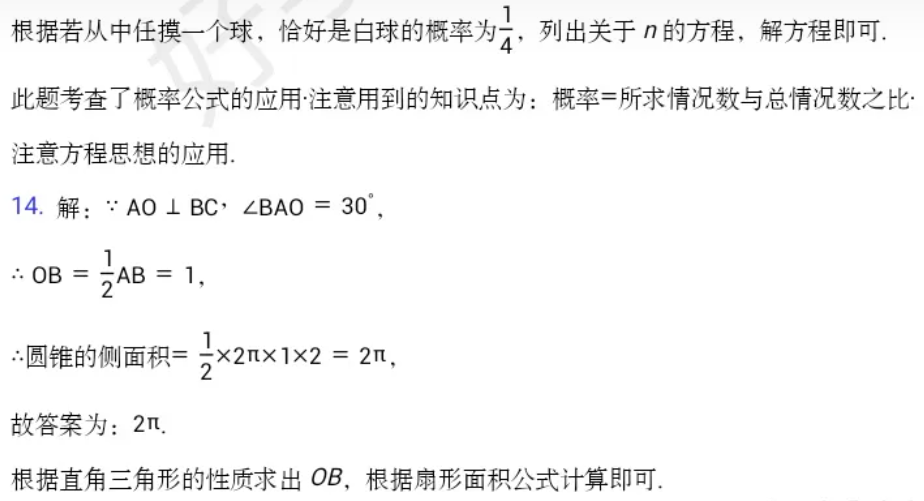 根据若从中任摸一个球，恰好是白球的概率为1/4，列出关于n的方程，解方程即可.
此题考查了概率公式的应用·注意用到的知识点为：概率=所求情况数与总情况数之比·
注意方程思想的应用.
14. 解：∵ AO ⊥ BC，∠BAO = 30°,
∴ OB = 1/2 AB = 1,
∴圆锥的侧面积= 1/2×2π×1×2 = 2π,
故答案为：2π.
根据直角三角形的性质求出 OB，根据扇形面积公式计算即可.